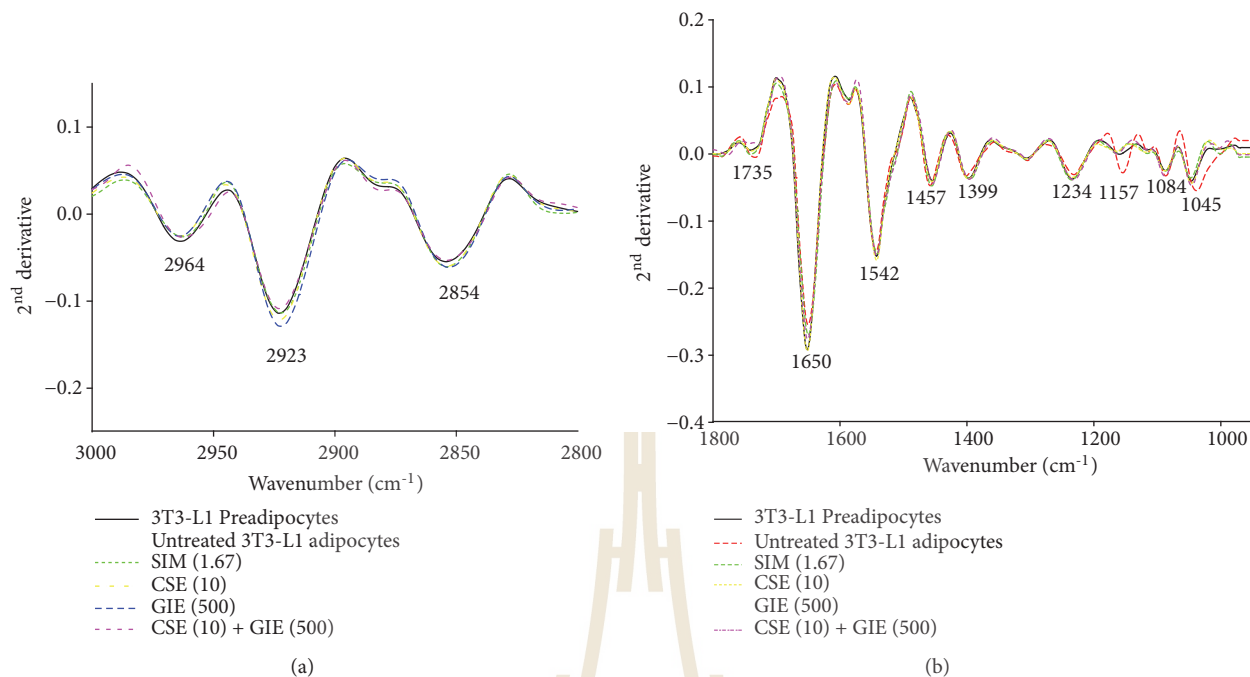 0.1
0.0
−0.1
−0.2
2nd derivative
2964
2923
2854
3000
2950
2900
2850
2800
Wavenumber (cm-1)
3T3-L1 Preadipocytes
Untreated 3T3-L1 adipocytes
SIM (1.67)
CSE (10)
GIE (500)
CSE (10) + GIE (500)
(a)
0.2
0.1
0.0
−0.1
−0.2
−0.3
−0.4
2nd derivative
1735
1650
1542
1457
1399
1234
1157
1084
1045
1800
1600
1400
1200
1000
Wavenumber (cm-1)
3T3-L1 Preadipocytes
Untreated 3T3-L1 adipocytes
SIM (1.67)
CSE (10)
GIE (500)
CSE (10) + GIE (500)
(b)